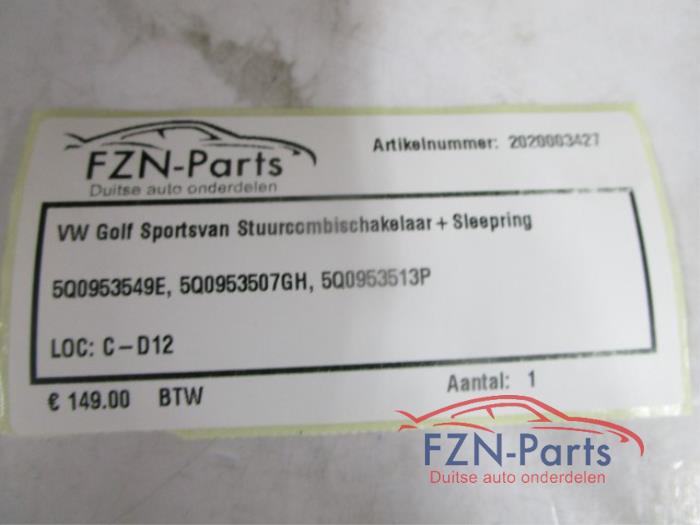 FZN-Parts
Duitse auto onderdelen
Artikelnummer: 2020003427
VW Golf Sportsvan Stuurcombischakelaar + Sleepring
5Q0953549E, 5Q0953507GH, 5Q0953513P
LOC: C-D12
€ 149.00 BTW
Aantal: 1
FZN-Parts
Duitse auto onderdelen